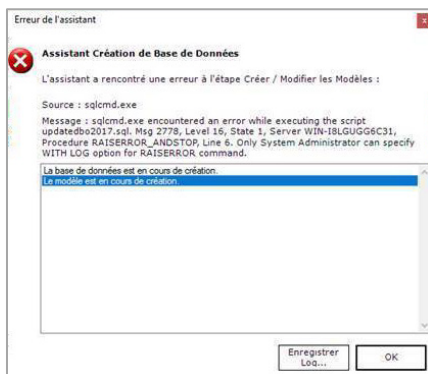 Erreur de l'assistant
x
Assistant Création de Base de Données
L'assistant a rencontré une erreur à l'étape Créer / Modifier les Modèles :
Source : sqlcmd.exe
Message : sqlcmd.exe encountered an error while executing the script
updatedbo2017.sql. Msg 2778, Level 16, State 1, Server WIN-I8LGUGG6C31,
Procedure RAISERROR_ANDSTOP, Line 6. Only System Administrator can specify
WITH LOG option for RAISERROR command.
La base de données est en cours de création.
Le modèle est en cours de création.
Enregistrer
Log...
OK